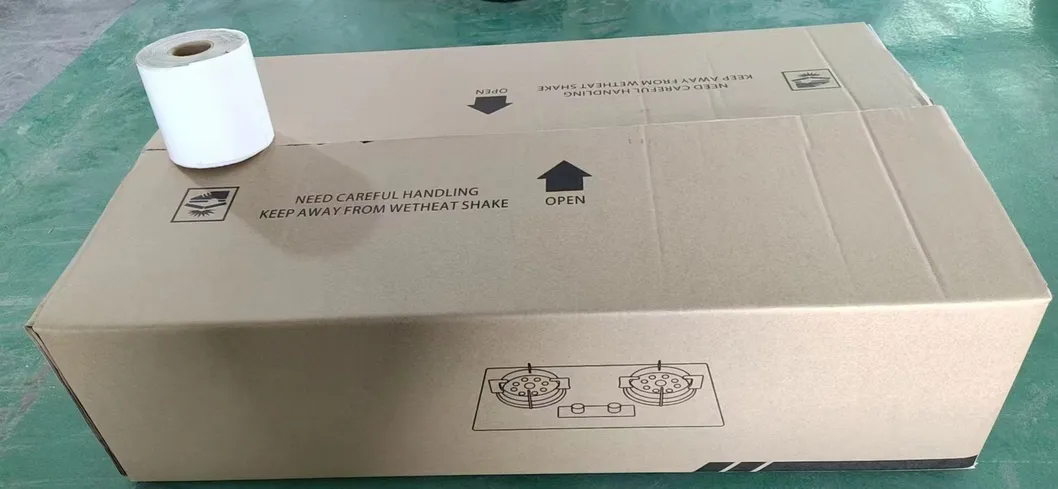 NEED CAREFUL HANDLING
KEEP AWAY FROM WETHEAT SHAKE
OPEN
NEED CAREFUL HANDLING
KEEP AWAY FROM WETHEAT SHAKE
OPEN